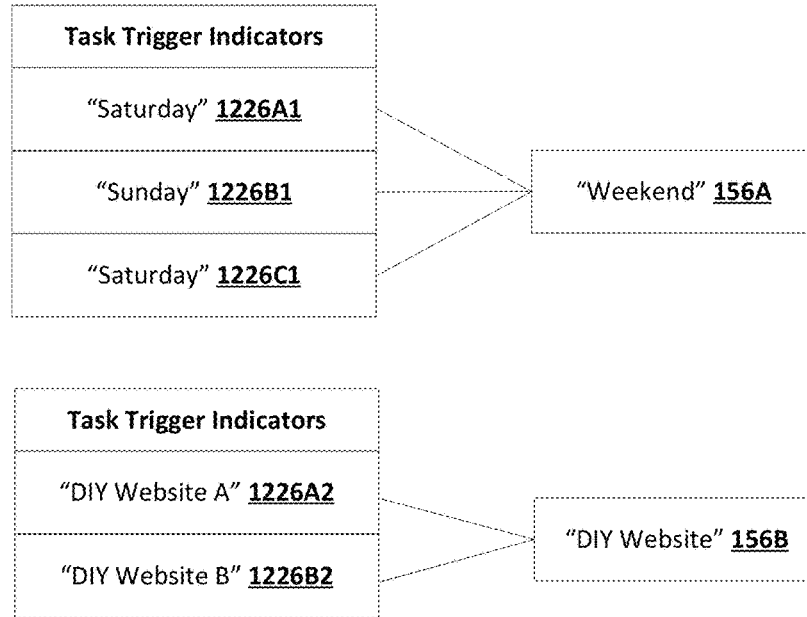 Task Trigger Indicators
“Saturday” 1226A1
“Sunday” 1226B1
“Weekend” 156A
“Saturday” 1226C1
Task Trigger Indicators
“DIY Website A” 1226A2
“DIY Website” 156B
“DIY Website B” 1226B2